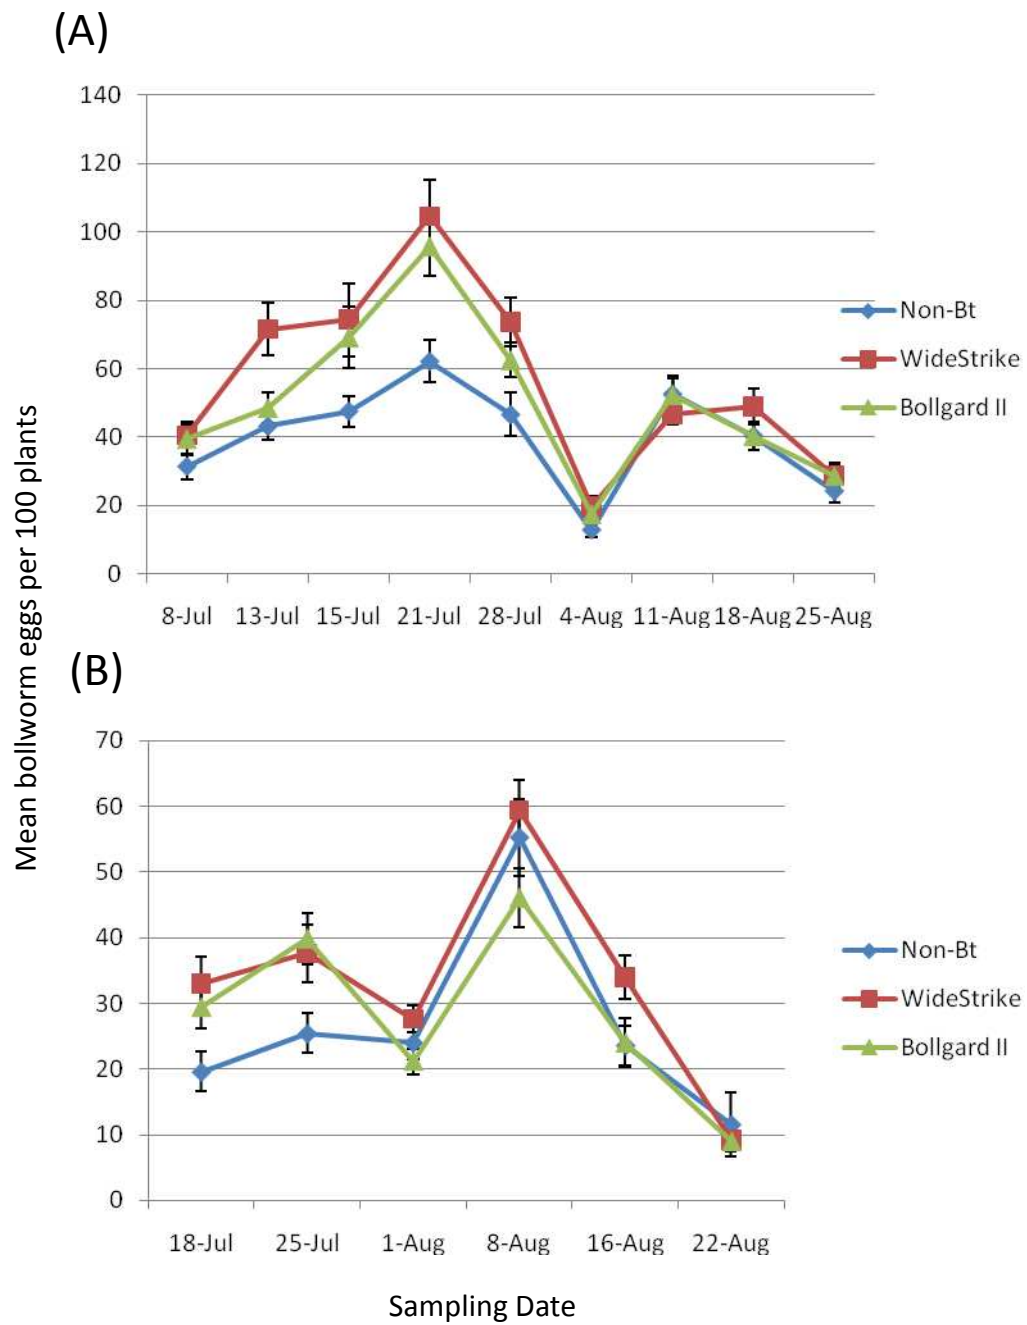 (A)
140
120
100
80
60
40
20
0
8-Jul 13-Jul 15-Jul 21-Jul 28-Jul 4-Aug 11-Aug 18-Aug 25-Aug
Non-Bt
WideStrike
Bollgard II
Mean bollworm eggs per 100 plants
(B)
70
60
50
40
30
20
10
0
18-Jul 25-Jul 1-Aug 8-Aug 16-Aug 22-Aug
Non-Bt
WideStrike
Bollgard II
Sampling Date